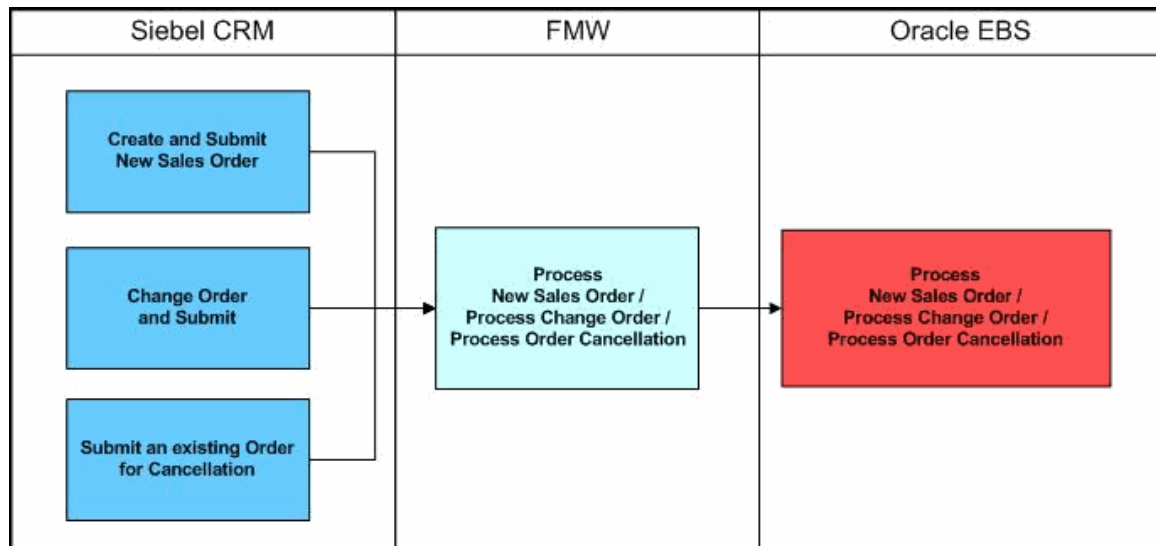 Siebel CRM
FMW
Oracle EBS
Create and Submit
New Sales Order
Change Order
and Submit
Submit an existing Order
for Cancellation
Process
New Sales Order /
Process Change Order /
Process Order Cancellation
Process
New Sales Order /
Process Change Order /
Process Order Cancellation